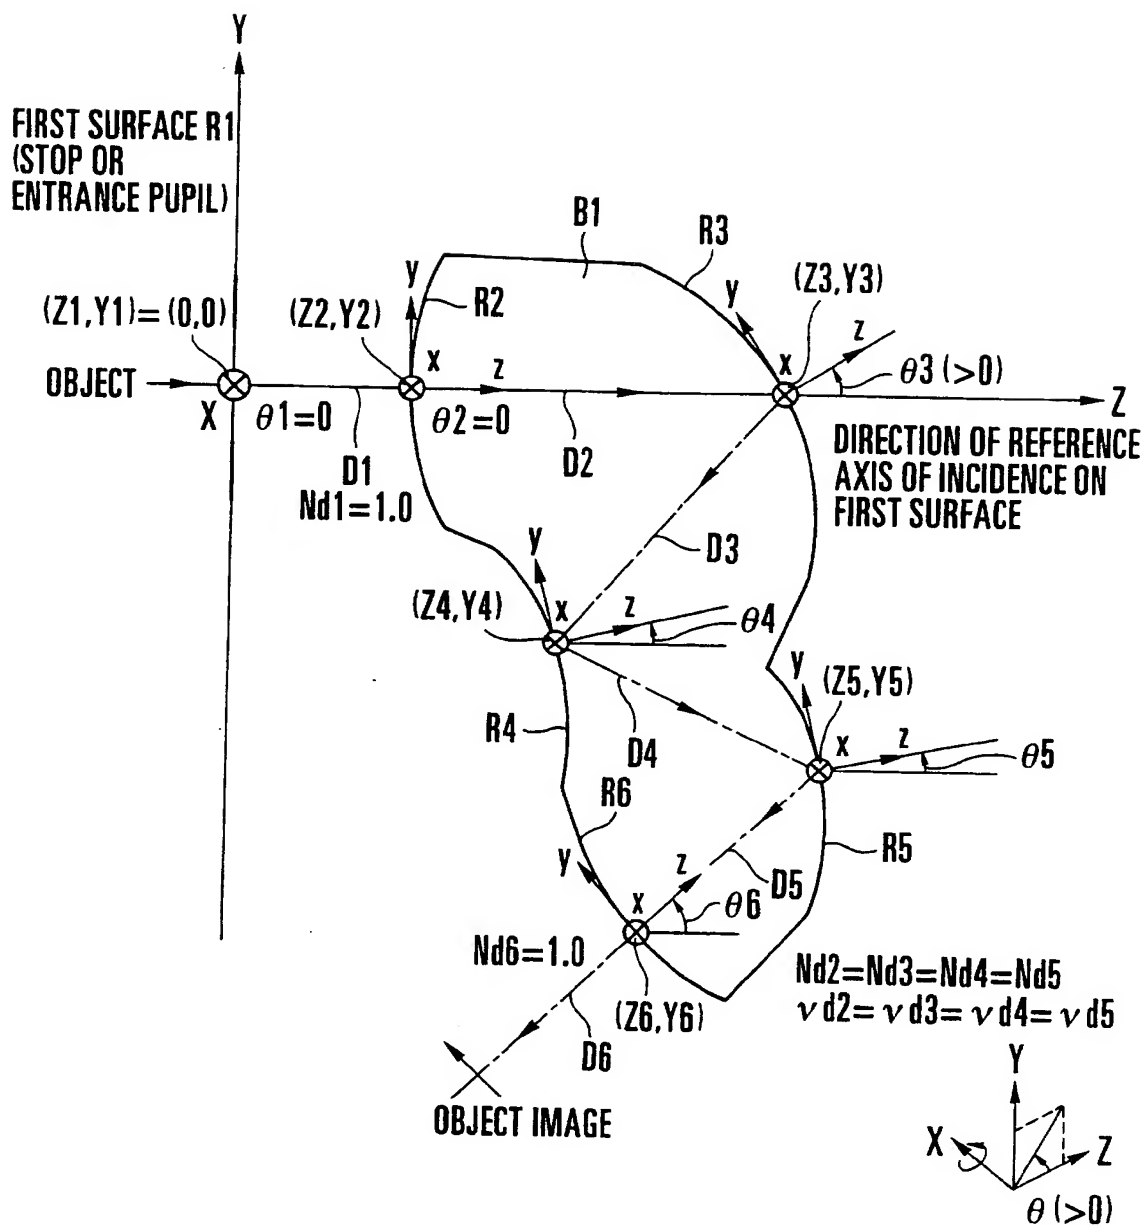 Y
FIRST SURFACE R1
(STOP OR
ENTRANCE PUPIL)
B1
R3
y
R2
(Z3,Y3)
(Z1,Y1)=(0,0)
(Z2,Y2)
y
z
x
z
x
θ3 (>0)
OBJECT
X
θ1=0
θ2=0
Z
D1
D2
Nd1=1.0
DIRECTION OF REFERENCE
AXIS OF INCIDENCE ON
FIRST SURFACE
y
D3
(Z4,Y4)
x
z
θ4
y
(Z5,Y5)
R4
D4
x
z
θ5
R6
y
z
D5
R5
x
θ6
Nd6=1.0
(Z6,Y6)
Nd2=Nd3=Nd4=Nd5
νd2=νd3=νd4=νd5
D6
OBJECT IMAGE
Y
X
Z
θ (>0)